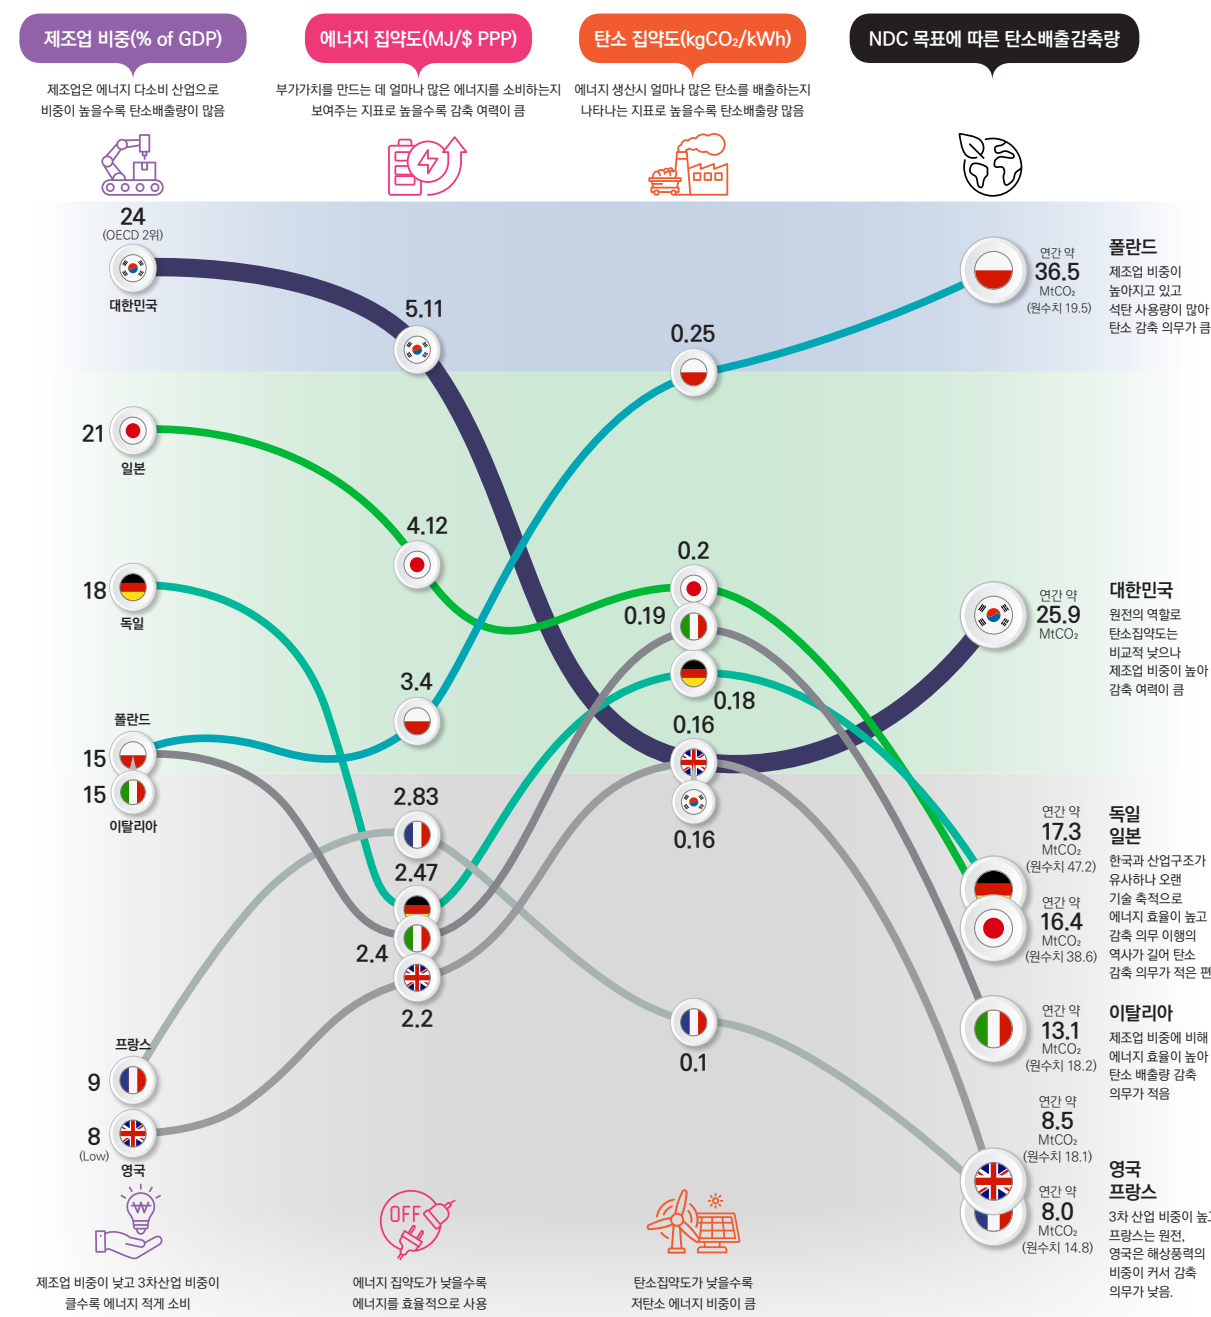 제조업 비중(% of GDP)
제조업은 에너지 다소비 산업으로
비중이 높을수록 탄소배출량이 많음
에너지 집약도(MJ/$ PPP)
부가가치를 만드는 데 얼마나 많은 에너지를 소비하는지
보여주는 지표로 높을수록 감축 여력이 큼
탄소 집약도(kgCO₂/kWh)
에너지 생산시 얼마나 많은 탄소를 배출하는지
나타나는 지표로 높을수록 탄소배출량 많음
NDC 목표에 따른 탄소배출감축량
24
(OECD 2위)
대한민국
21
일본
18
독일
폴란드
15
15
이탈리아
프랑스
9
8
(Low)
영국
제조업 비중이 낮고 3차산업 비중이
클수록 에너지 적게 소비
5.11
4.12
3.4
2.83
2.47
2.4
2.2
OFF
에너지 집약도가 낮을수록
에너지를 효율적으로 사용
0.25
0.2
0.19
0.18
0.16
0.16
0.1
탄소집약도가 낮을수록
저탄소 에너지 비중이 큼
연간 약
36.5
MtCO₂
(원수치 19.5)
폴란드
제조업 비중이
높아지고 있고
석탄 사용량이 많아
탄소 감축 의무가 큼
연간 약
25.9
MtCO₂
대한민국
원전의 역할로
탄소집약도는
비교적 낮으나
제조업 비중이 높아
감축 여력이 큼
연간 약
17.3
MtCO₂
(원수치 47.2)
연간 약
16.4
MtCO₂
(원수치 38.6)
독일
일본
한국과 산업구조가
유사하나 오랜
기술 축적으로
에너지 효율이 높고
감축 의무 이행의
역사가 길어 탄소
감축 의무가 적은 편
연간 약
13.1
MtCO₂
(원수치 18.2)
이탈리아
제조업 비중에 비해
에너지 효율이 높아
탄소 배출량 감축
의무가 적음
연간 약
8.5
MtCO₂
(원수치 18.1)
연간 약
8.0
MtCO₂
(원수치 14.8)
영국
프랑스
3차 산업 비중이 높고
프랑스는 원전,
영국은 해상풍력의
비중이 커서 감축
의무가 낮음.